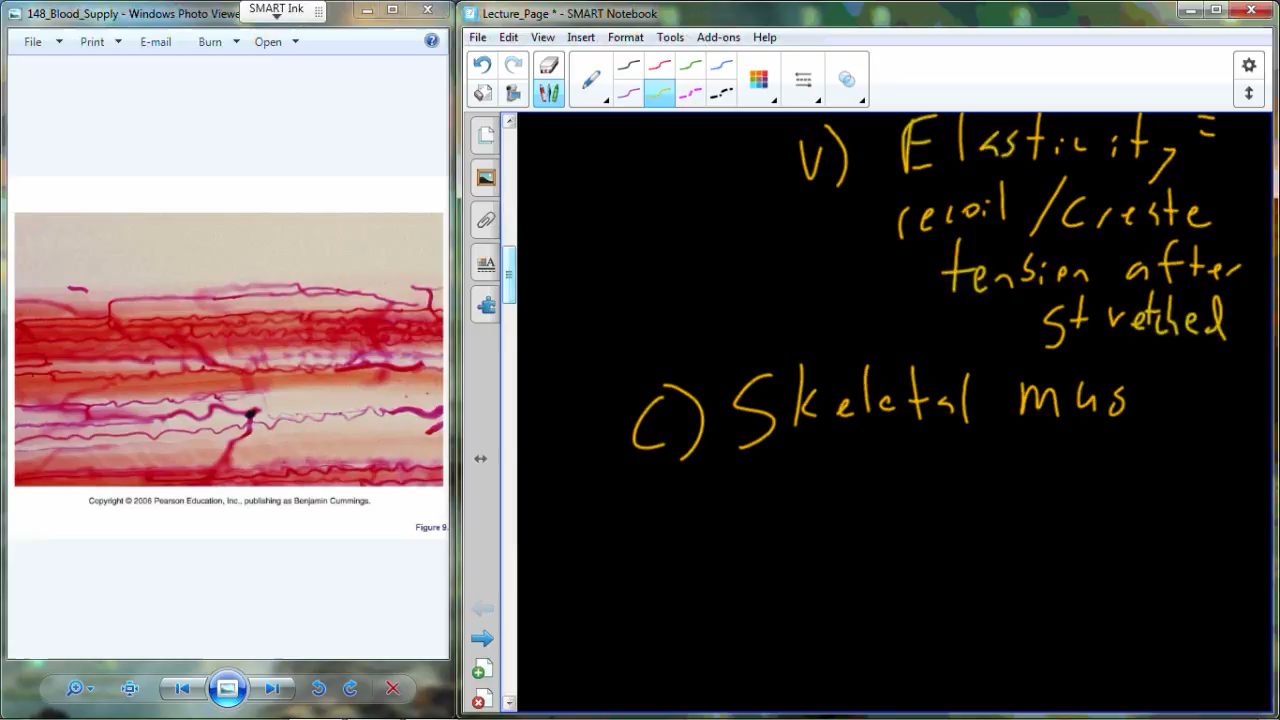 148_Blood_Supply - Windows Photo Viewe
SMART Ink
File Print E-mail Burn Open
Copyright © 2006 Pearson Education, Inc., publishing as Benjamin Cummings.
Figure 9.
Lecture_Page * - SMART Notebook
File Edit View Insert Format Tools Add-ons Help
V) Elasticity =
recoil / create
tension after
stretched
C) Skeletal mus